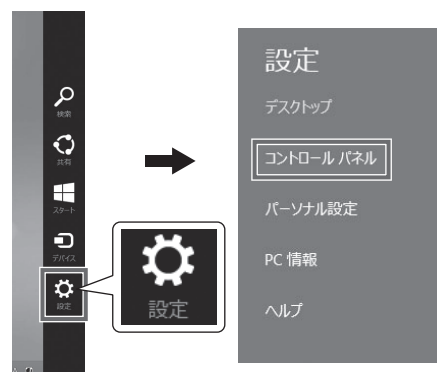 検索
共有
スタート
デバイス
設定
設定
設定
デスクトップ
コントロール パネル
パーソナル設定
PC 情報
ヘルプ